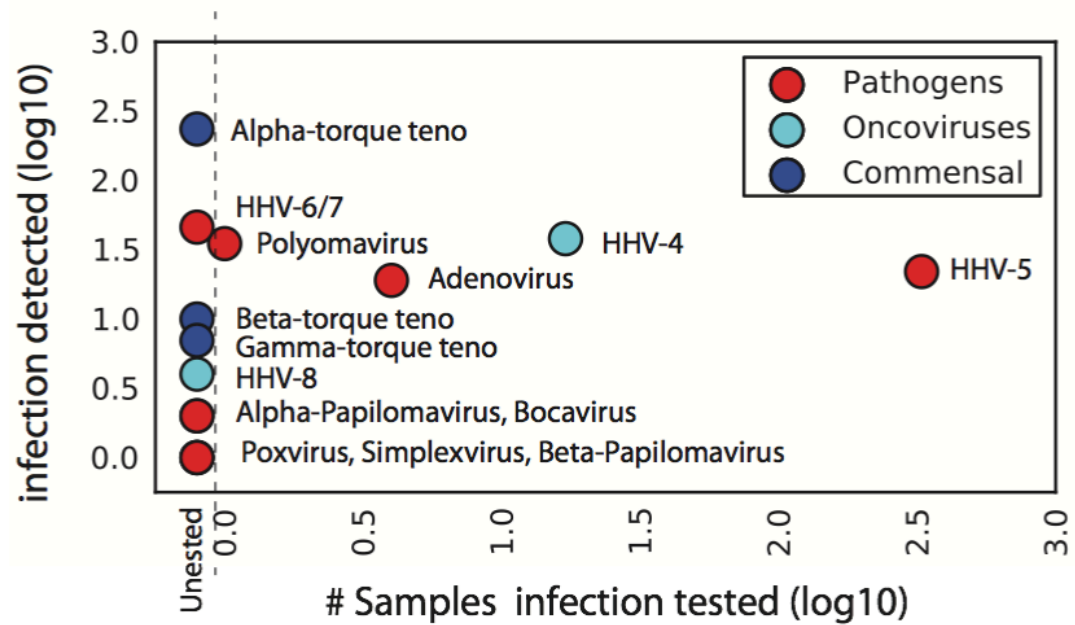 infection detected (log10)
3.0
2.5
2.0
1.5
1.0
0.5
0.0
Pathogens
Oncoviruses
Commensal
Alpha-torque teno
HHV-6/7
Polyomavirus
HHV-4
HHV-5
Adenovirus
Beta-torque teno
Gamma-torque teno
HHV-8
Alpha-Papilomavirus, Bocavirus
Poxvirus, Simplexvirus, Beta-Papilomavirus
Unested
0.0
0.5
1.0
1.5
2.0
2.5
3.0
# Samples infection tested (log10)